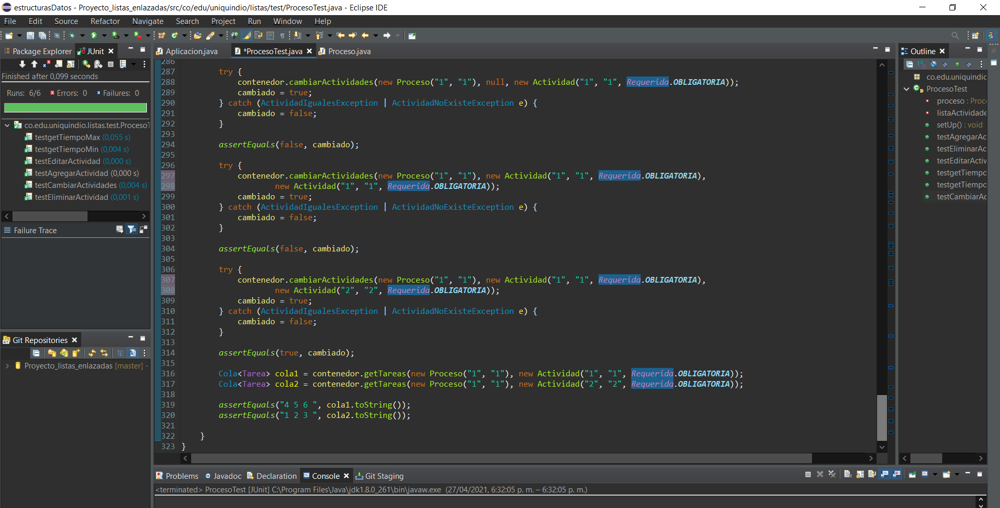 estructurasDatos - Proyecto_listas_enlazadas/src/co/edu/uniquindio/listas/test/ProcesoTest.java - Eclipse IDE
File Edit Source Refactor Navigate Search Project Run Window Help
Package Explorer JUnit
Finished after 0,099 seconds
Runs: 6/6 Errors: 0 Failures: 0
co.edu.uniquindio.listas.test.ProcesoT
testgetTiempoMax (0,055 s)
testgetTiempoMin (0,004 s)
testEditarActividad (0,000 s)
testAgregarActividad (0,000 s)
testCambiarActividades (0,004 s)
testEliminarActividad (0,001 s)
Failure Trace
Git Repositories
Proyecto_listas_enlazadas [master] -
Aplicacion.java *ProcesoTest.java Proceso.java
286
287 try {
288 contenedor.cambiarActividades(new Proceso("1", "1"), null, new Actividad("1", "1", Requerida.OBLIGATORIA));
289 cambiado = true;
290 } catch (ActividadIgualesException | ActividadNoExisteException e) {
291 cambiado = false;
292 }
293
294 assertEquals(false, cambiado);
295
296 try {
297 contenedor.cambiarActividades(new Proceso("1", "1"), new Actividad("1", "1", Requerida.OBLIGATORIA),
298 new Actividad("1", "1", Requerida.OBLIGATORIA));
299 cambiado = true;
300 } catch (ActividadIgualesException | ActividadNoExisteException e) {
301 cambiado = false;
302 }
303
304 assertEquals(false, cambiado);
305
306 try {
307 contenedor.cambiarActividades(new Proceso("1", "1"), new Actividad("1", "1", Requerida.OBLIGATORIA),
308 new Actividad("2", "2", Requerida.OBLIGATORIA));
309 cambiado = true;
310 } catch (ActividadIgualesException | ActividadNoExisteException e) {
311 cambiado = false;
312 }
313
314 assertEquals(true, cambiado);
315
316 Cola<Tarea> cola1 = contenedor.getTareas(new Proceso("1", "1"), new Actividad("1", "1", Requerida.OBLIGATORIA));
317 Cola<Tarea> cola2 = contenedor.getTareas(new Proceso("1", "1"), new Actividad("2", "2", Requerida.OBLIGATORIA));
318
319 assertEquals("4 5 6 ", cola1.toString());
320 assertEquals("1 2 3 ", cola2.toString());
321
322 }
323 }
Outline
co.edu.uniquindic
ProcesoTest
proceso : Proce
listaActividade
setUp() : void
testAgregarAc
testEliminarAc
testEditarActiv
testgetTiempo
testgetTiempo
testCambiarAc
Problems Javadoc Declaration Console Git Staging
<terminated> ProcesoTest [JUnit] C:\Program Files\Java\jdk1.8.0_261\bin\javaw.exe (27/04/2021, 6:32:05 p. m. – 6:32:05 p. m.)